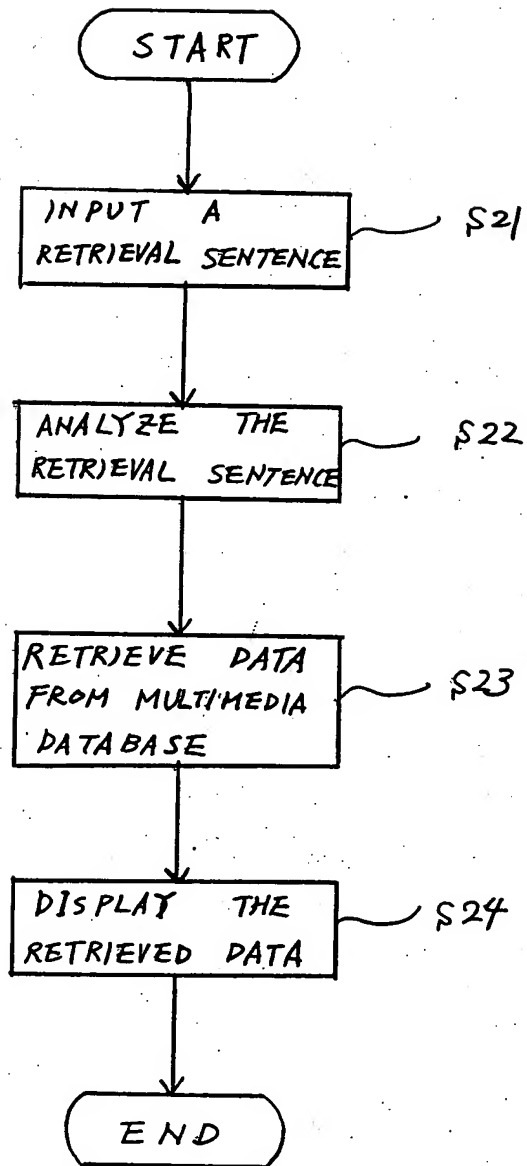 START
INPUT A
RETRIEVAL SENTENCE
S21
ANALYZE THE
RETRIEVAL SENTENCE
S22
RETRIEVE DATA
FROM MULTIMEDIA
DATABASE
S23
DISPLAY THE
RETRIEVED DATA
S24
END